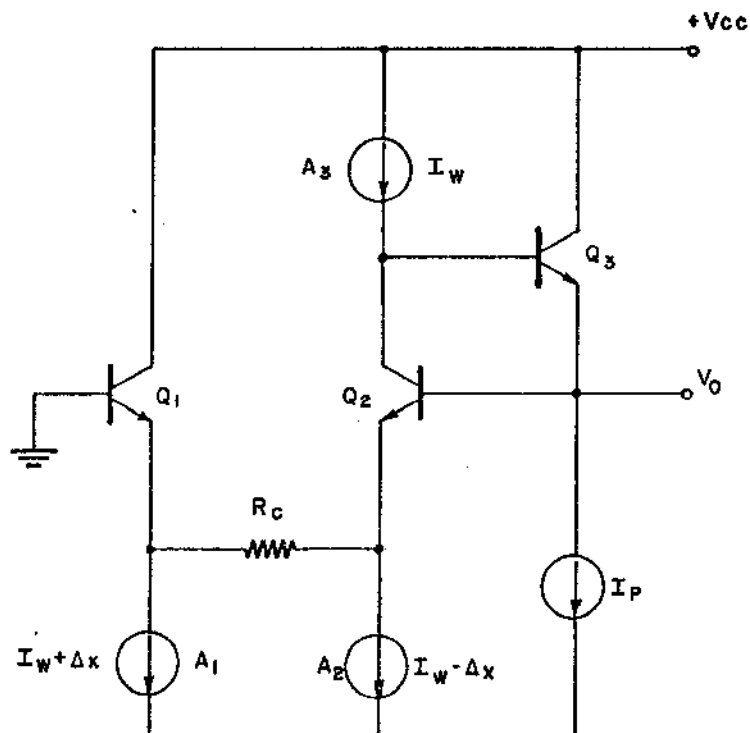 +Vcc
A3 IW
Q3
Q1 Q2 VO
RC
IP
IW+Δx A1 A2 IW-Δx